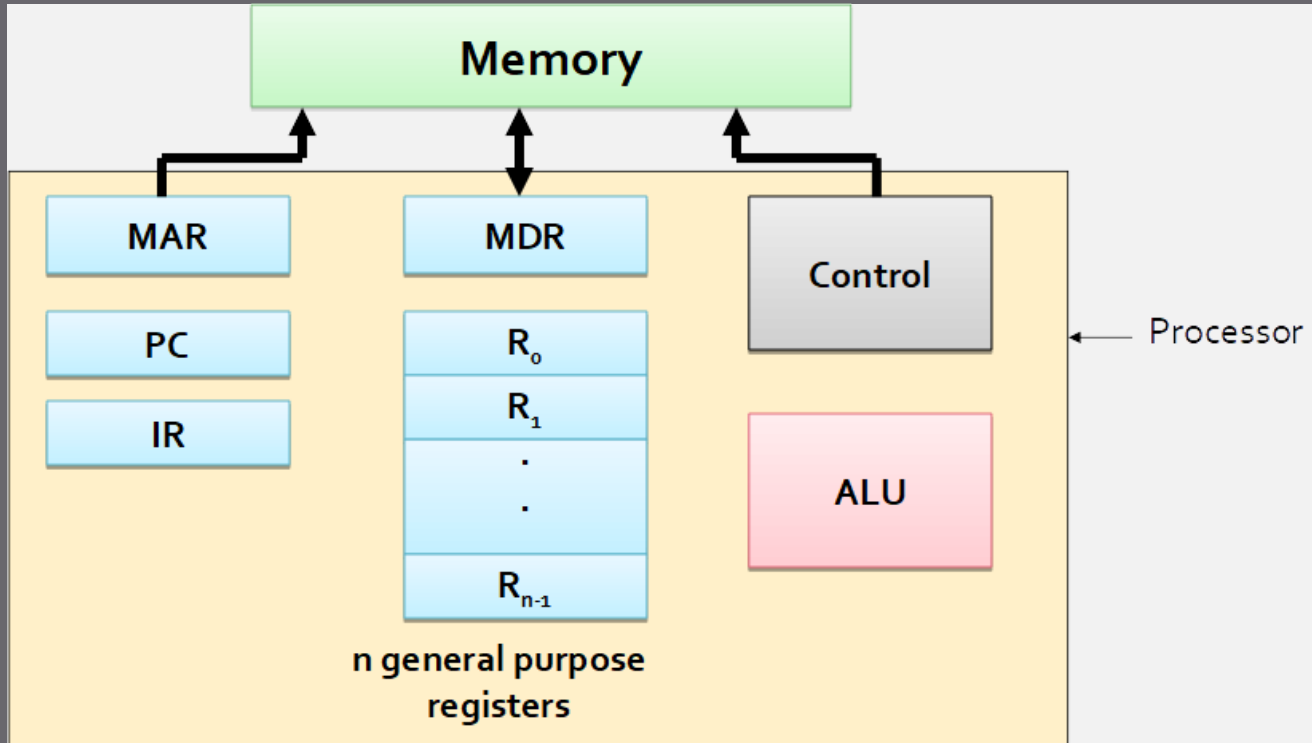 Memory
MAR
MDR
Control
PC
R₀
Processor
R₁
IR
.
.
ALU
Rₙ₋₁
n general purpose
registers